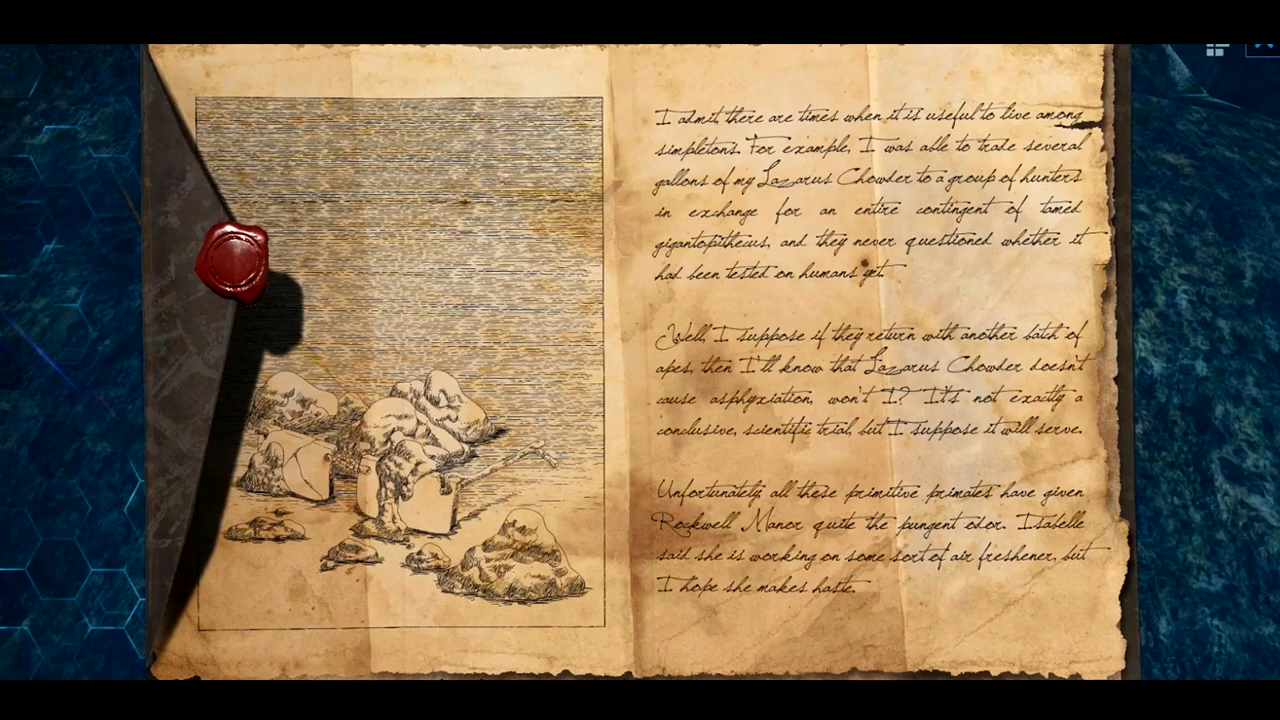 I admit, there are times when it is useful to live among
simpletons. For example, I was able to trade several
gallons of my Lazarus Chowder to a group of hunters
in exchange for an entire contingent of tamed
gigantopithecus, and they never questioned whether it
had been tested on humans yet.
Well, I suppose if they return with another batch of
apes, then I'll know that Lazarus Chowder doesn't
cause asphyxiation, won't I? It's not exactly a
conclusive, scientific trial, but I suppose it will serve.
Unfortunately, all these primitive primates have given
Rockwell Manor quite the pungent odor. Isabelle
said she is working on some sort of air freshener, but
I hope she makes haste.